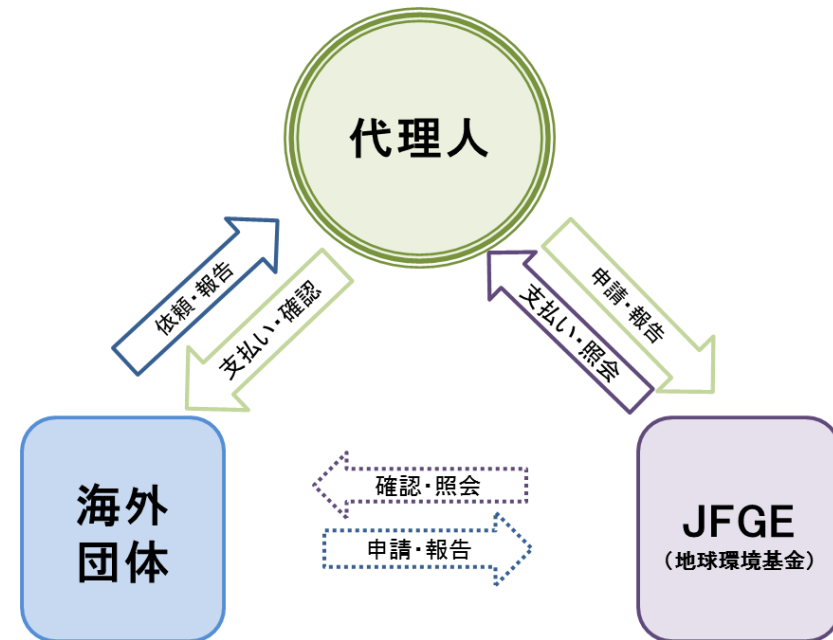 代理人
依頼・報告
支払い・確認
支払い・照会
申請・報告
確認・照会
申請・報告
海外
団体
JFGE
（地球環境基金）